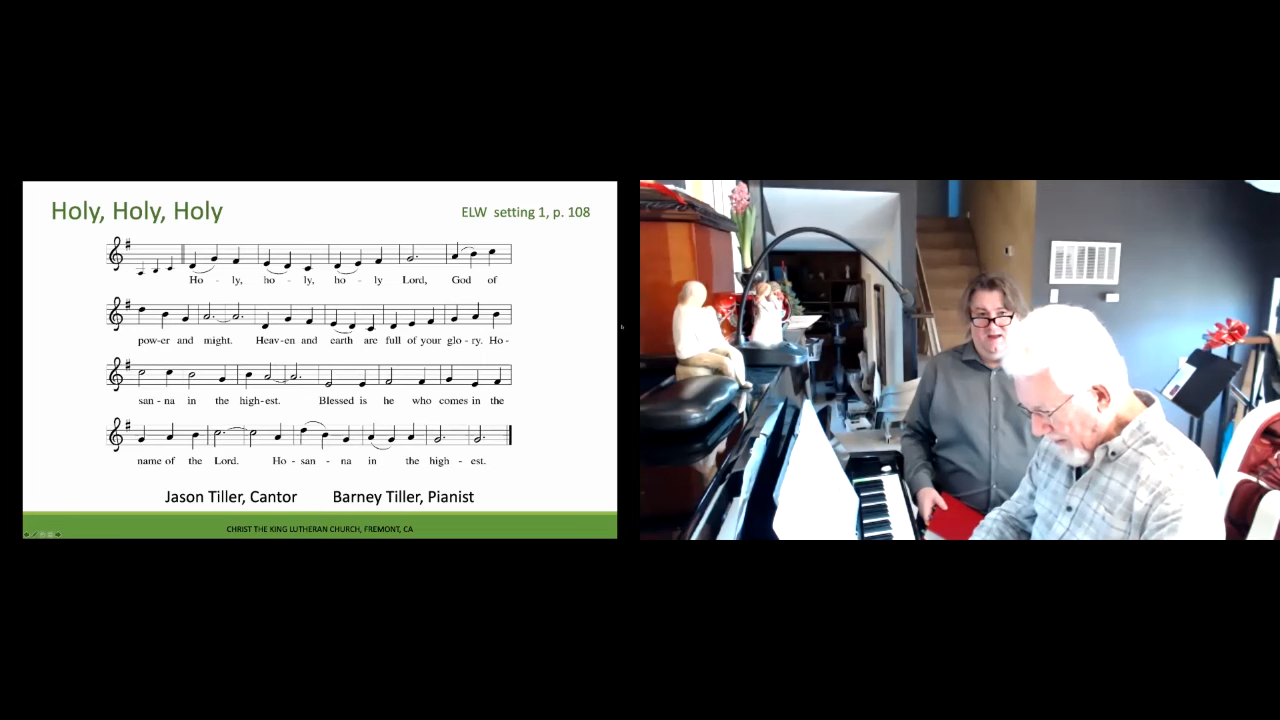 Holy, Holy, Holy
ELW setting 1, p. 108
Ho - ly, ho - ly, ho - ly Lord, God of
pow-er and might. Heav-en and earth are full of your glo - ry. Ho -
san - na in the high-est. Blessed is he who comes in the
name of the Lord. Ho - san - na in the high - est.
Jason Tiller, Cantor Barney Tiller, Pianist
CHRIST THE KING LUTHERAN CHURCH, FREMONT, CA